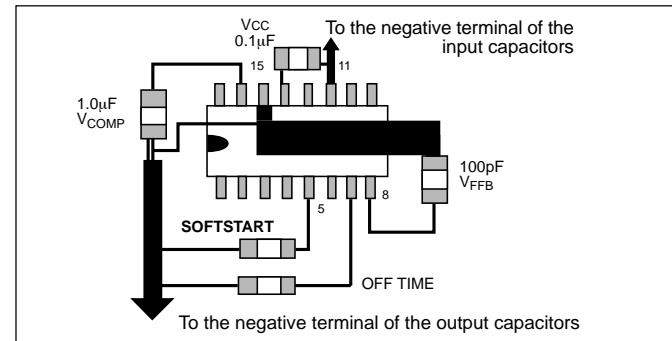 VCC
0.1µF
To the negative terminal of the
input capacitors
15
11
1.0µF
VCOMP
100pF
VFFB
5
8
SOFTSTART
OFF TIME
To the negative terminal of the output capacitors